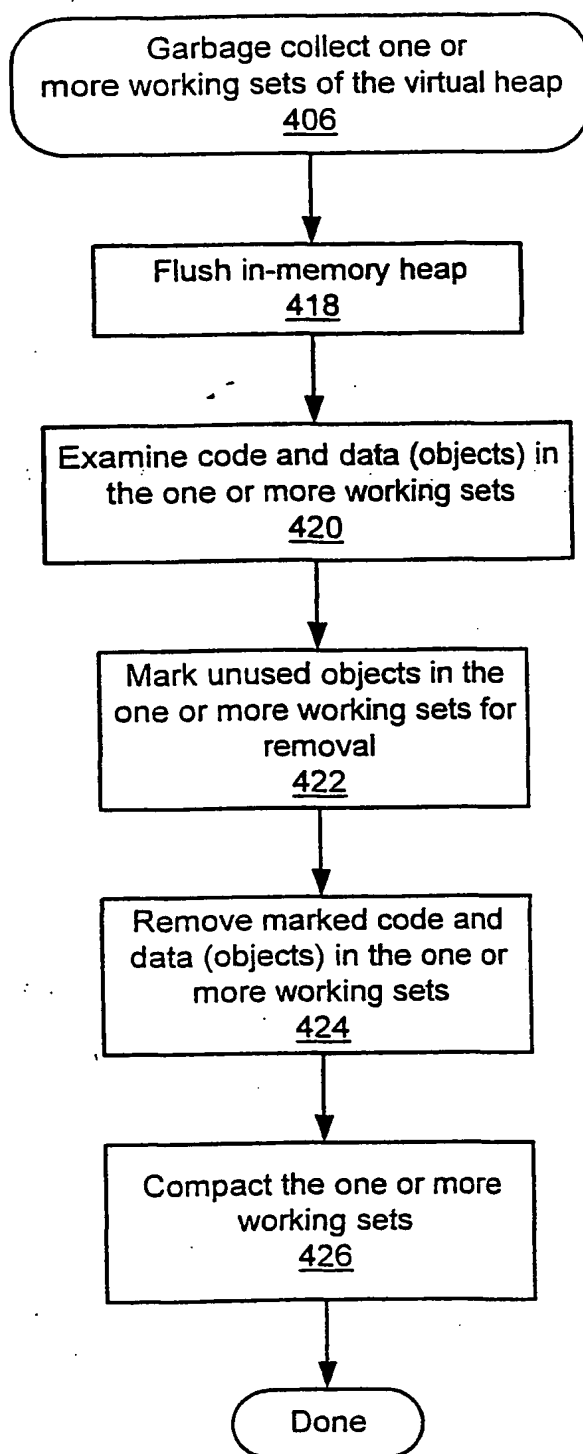 Garbage collect one or
more working sets of the virtual heap
406
Flush in-memory heap
418
Examine code and data (objects) in
the one or more working sets
420
Mark unused objects in the
one or more working sets for
removal
422
Remove marked code and
data (objects) in the one or
more working sets
424
Compact the one or more
working sets
426
Done